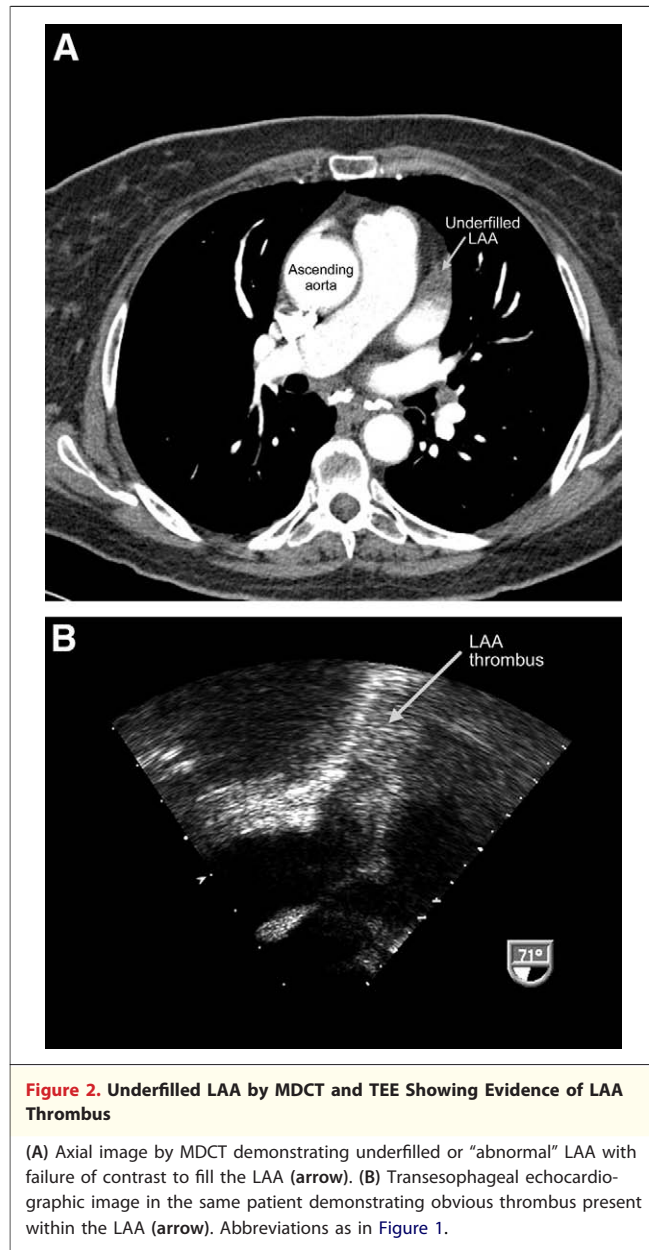 A
Underfilled
LAA
Ascending
aorta
B
LAA
thrombus
71°
Figure 2. Underfilled LAA by MDCT and TEE Showing Evidence of LAA
Thrombus
(A) Axial image by MDCT demonstrating underfilled or “abnormal” LAA with
failure of contrast to fill the LAA (arrow). (B) Transesophageal echocardio-
graphic image in the same patient demonstrating obvious thrombus present
within the LAA (arrow). Abbreviations as in Figure 1.